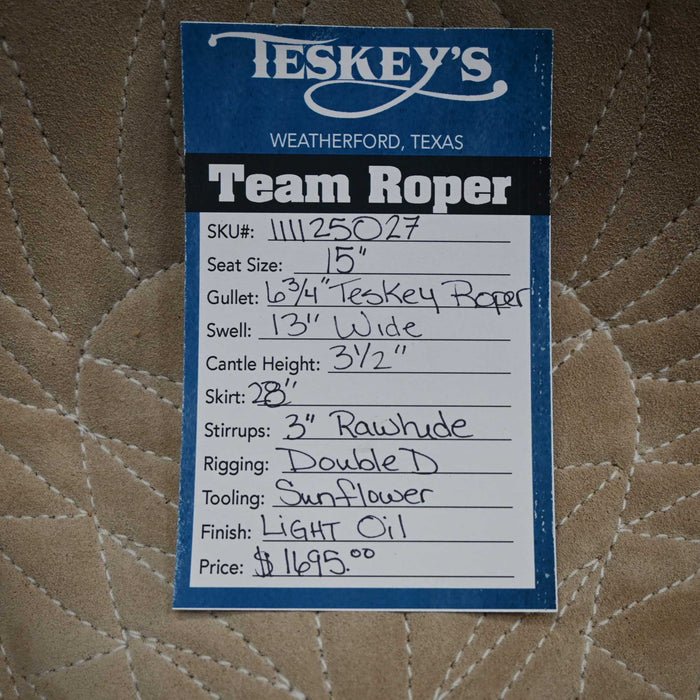 TESKEY'S
WEATHERFORD, TEXAS
Team Roper
SKU#: 111125027
Seat Size: 15"
Gullet: 6 3/4" Teskey Roper
Swell: 13" Wide
Cantle Height: 3 1/2"
Skirt: 28"
Stirrups: 3" Rawhide
Rigging: Double D
Tooling: Sunflower
Finish: LIGHT Oil
Price: $1695.00